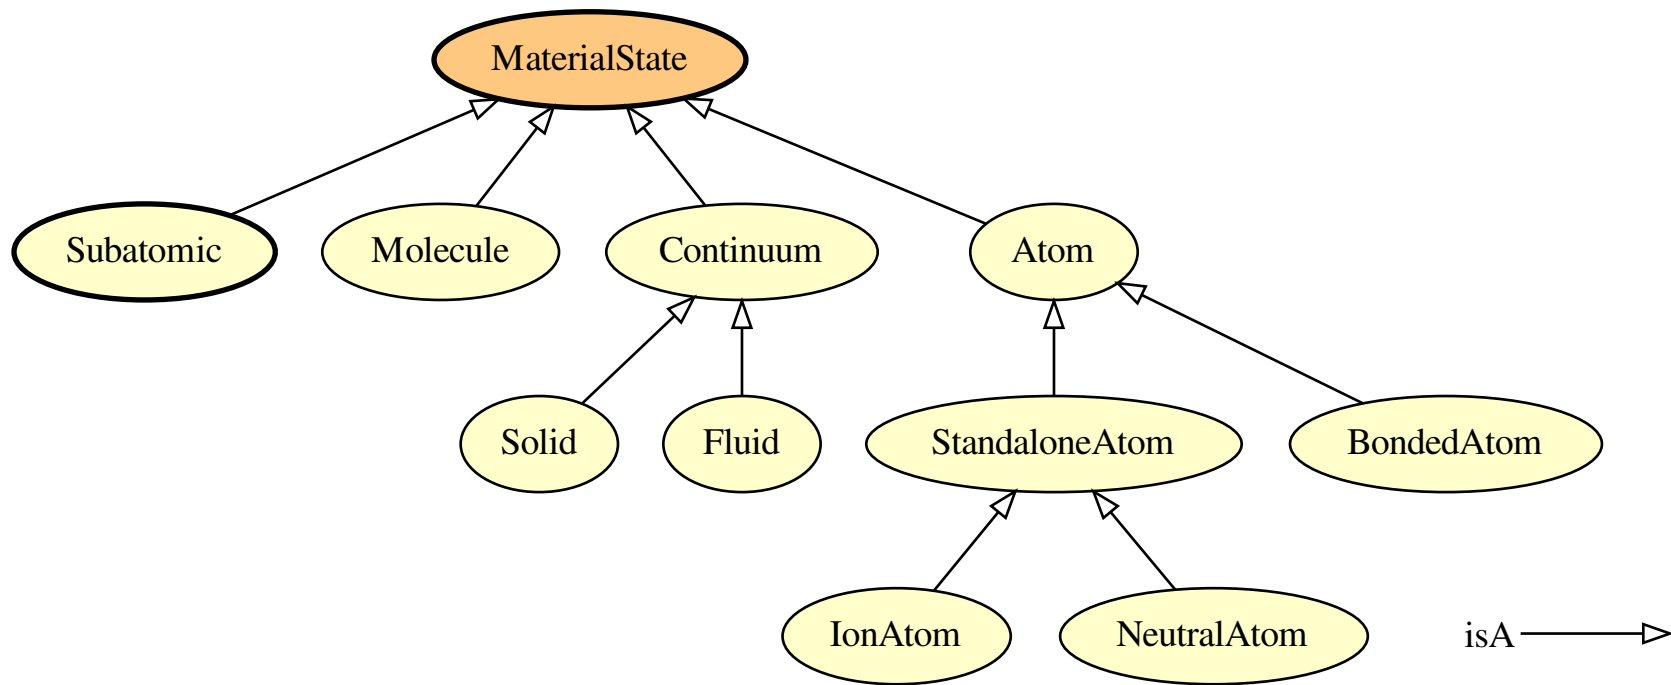 MaterialState
Subatomic
Molecule
Continuum
Atom
Solid
Fluid
StandaloneAtom
BondedAtom
IonAtom
NeutralAtom
isA